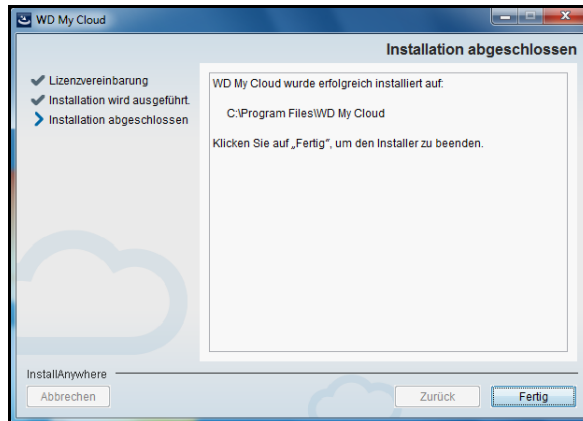 WD My Cloud
Installation abgeschlossen
Lizenzvereinbarung
Installation wird ausgeführt.
Installation abgeschlossen
WD My Cloud wurde erfolgreich installiert auf:
C:\Program Files\WD My Cloud
Klicken Sie auf „Fertig", um den Installer zu beenden.
InstallAnywhere
Abbrechen
Zurück
Fertig